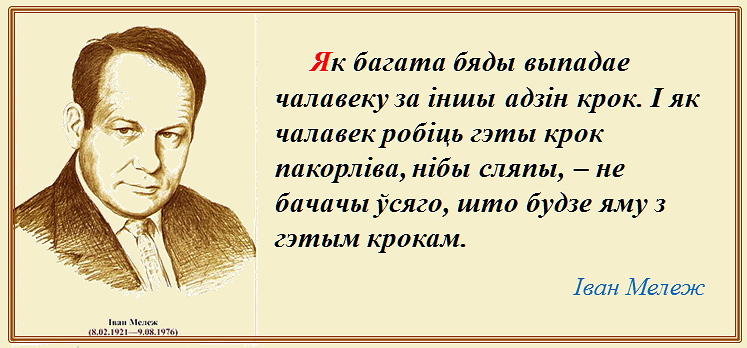 Як багата бяды выпадае
чалавеку за іншы адзін крок. І як
чалавек робіць гэты крок
пакорліва, нібы сляпы, – не
бачачы ўсяго, што будзе яму з
гэтым крокам.
Іван Мележ
Іван Мележ
(8.02.1921—9.08.1976)